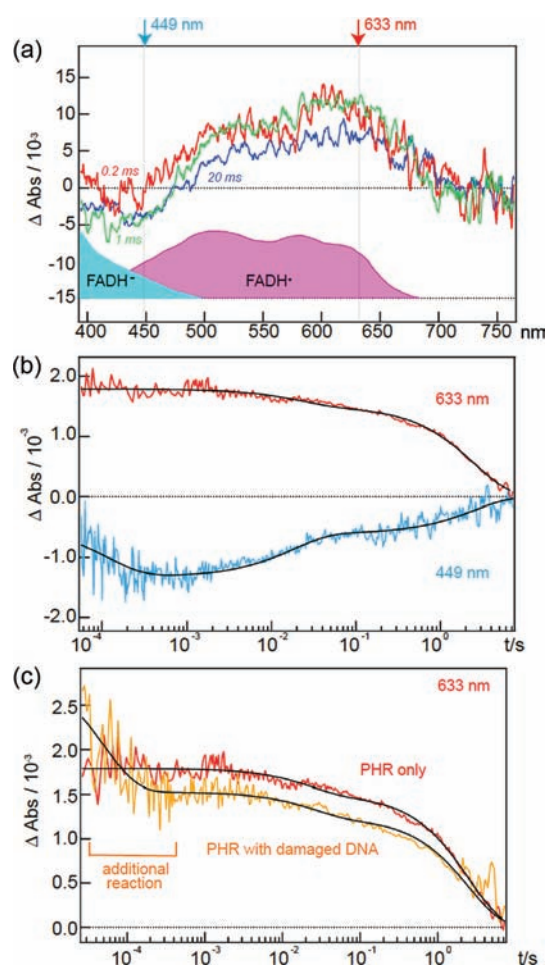 449 nm 633 nm
(a)
Δ Abs / 10⁻³
15
10
5
0
-5
-10
-15
0.2 ms
20 ms
1 ms
FADH⁻
FADH•
400 450 500 550 600 650 700 750 nm
(b)
Δ Abs / 10⁻³
2.0
1.0
0.0
-1.0
-2.0
633 nm
449 nm
10⁻⁴ 10⁻³ 10⁻² 10⁻¹ 10⁰ t/s
(c)
633 nm
Δ Abs / 10⁻³
2.5
2.0
1.5
1.0
0.5
0.0
PHR only
PHR with damaged DNA
additional
reaction
10⁻⁴ 10⁻³ 10⁻² 10⁻¹ 10⁰ t/s